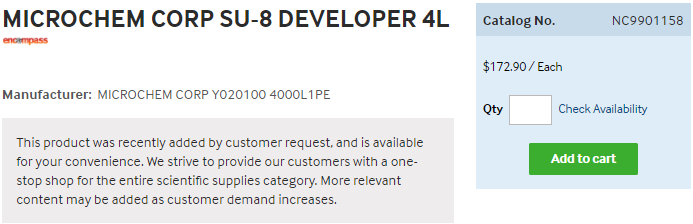 MICROCHEM CORP SU-8 DEVELOPER 4L
encompass
Manufacturer: MICROCHEM CORP Y020100 4000L1PE
This product was recently added by customer request, and is available
for your convenience. We strive to provide our customers with a one-
stop shop for the entire scientific supplies category. More relevant
content may be added as customer demand increases.
Catalog No. NC9901158
$172.90 / Each
Qty Check Availability
Add to cart